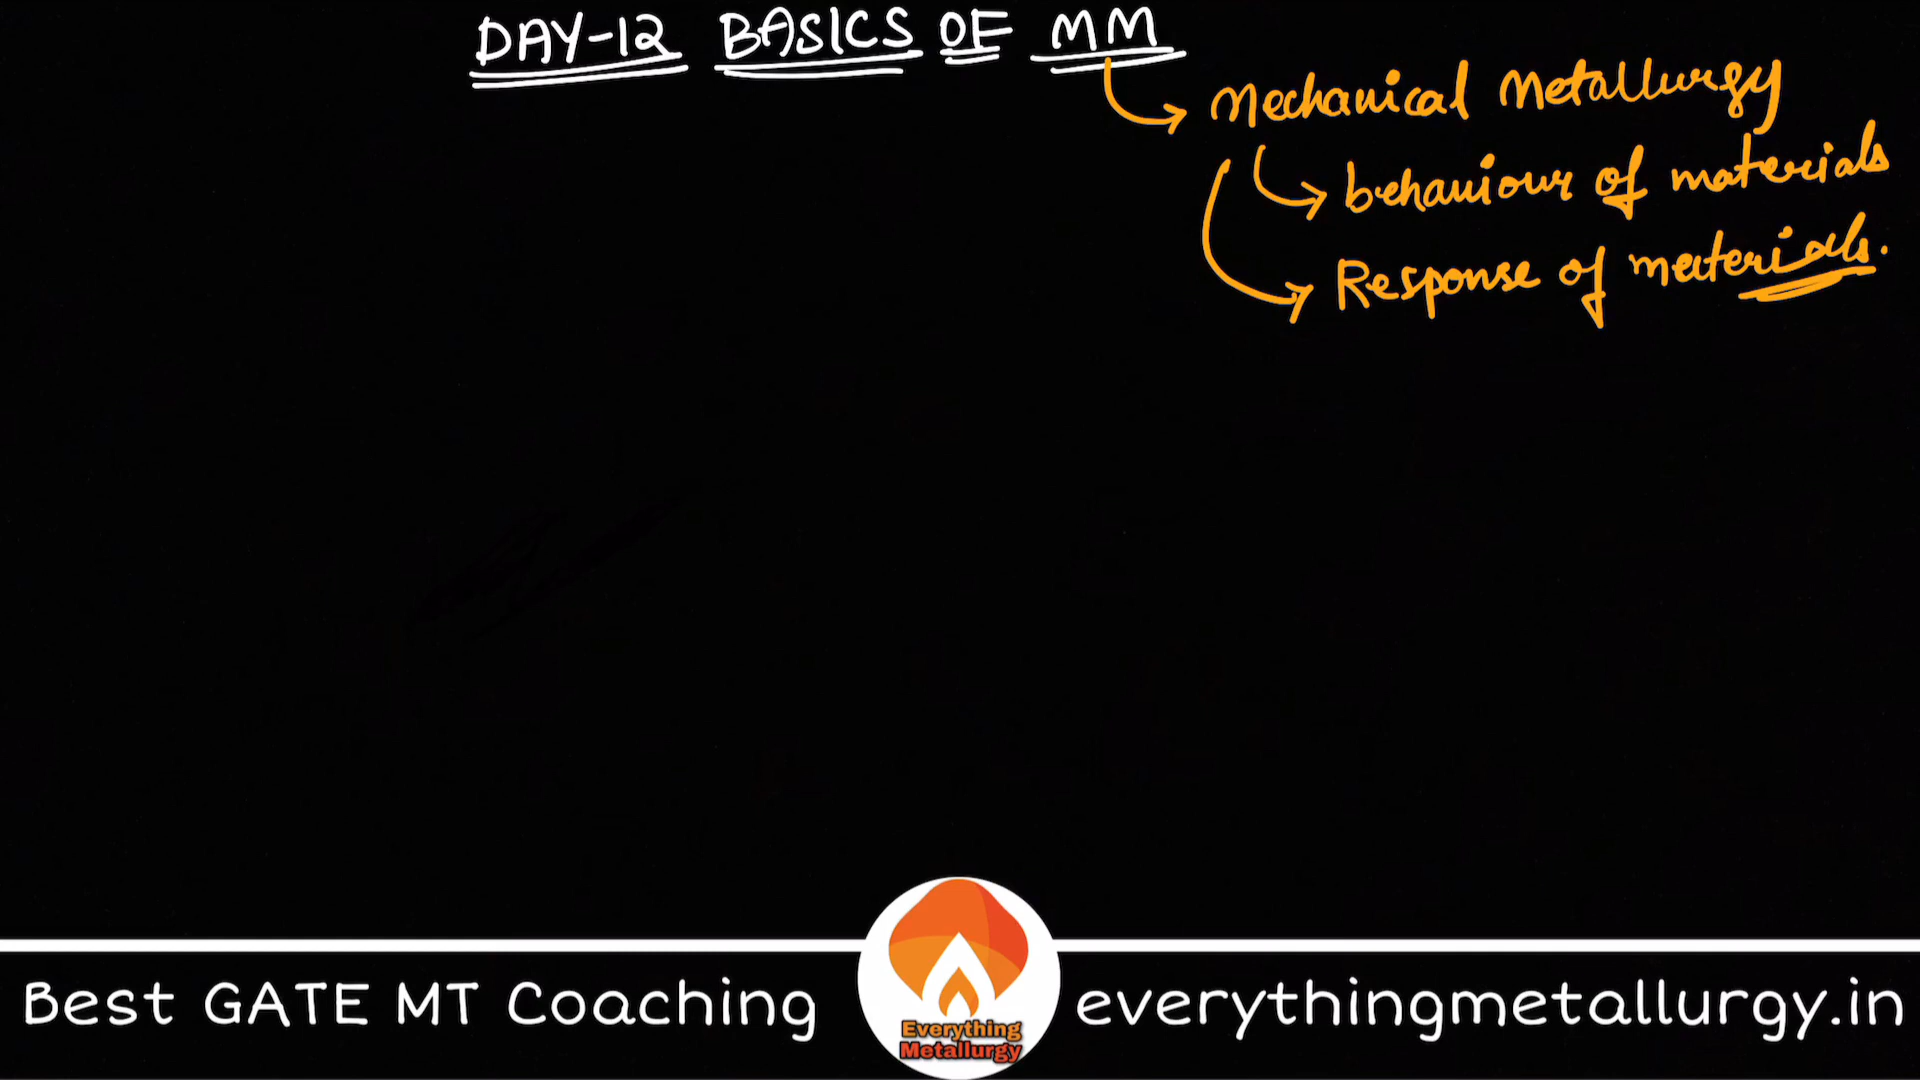 DAY-12 BASICS OF MM
Mechanical Metallurgy
behaviour of materials
Response of materials.
Best GATE MT Coaching
Everything
Metallurgy
everythingmetallurgy.in